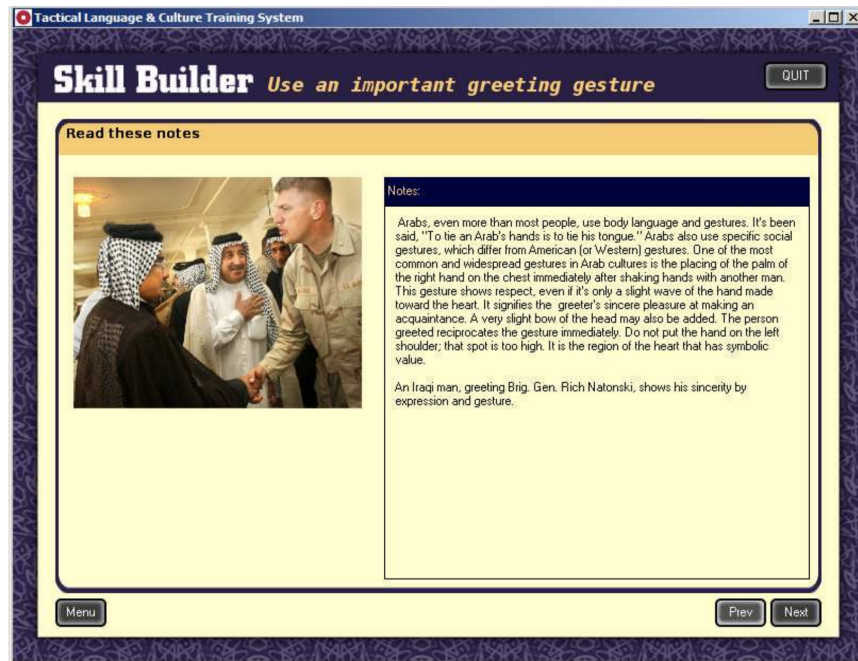 Tactical Language & Culture Training System
Skill Builder Use an important greeting gesture
QUIT
Read these notes
Notes:
Arabs, even more than most people, use body language and gestures. It's been
said, "To tie an Arab's hands is to tie his tongue." Arabs also use specific social
gestures, which differ from American (or Western) gestures. One of the most
common and widespread gestures in Arab cultures is the placing of the palm of
the right hand on the chest immediately after shaking hands with another man.
This gesture shows respect, even if it's only a slight wave of the hand made
toward the heart. It signifies the greeter's sincere pleasure at making an
acquaintance. A very slight bow of the head may also be added. The person
greeted reciprocates the gesture immediately. Do not put the hand on the left
shoulder; that spot is too high. It is the region of the heart that has symbolic
value.
An Iraqi man, greeting Brig. Gen. Rich Natonski, shows his sincerity by
expression and gesture.
Menu
Prev
Next